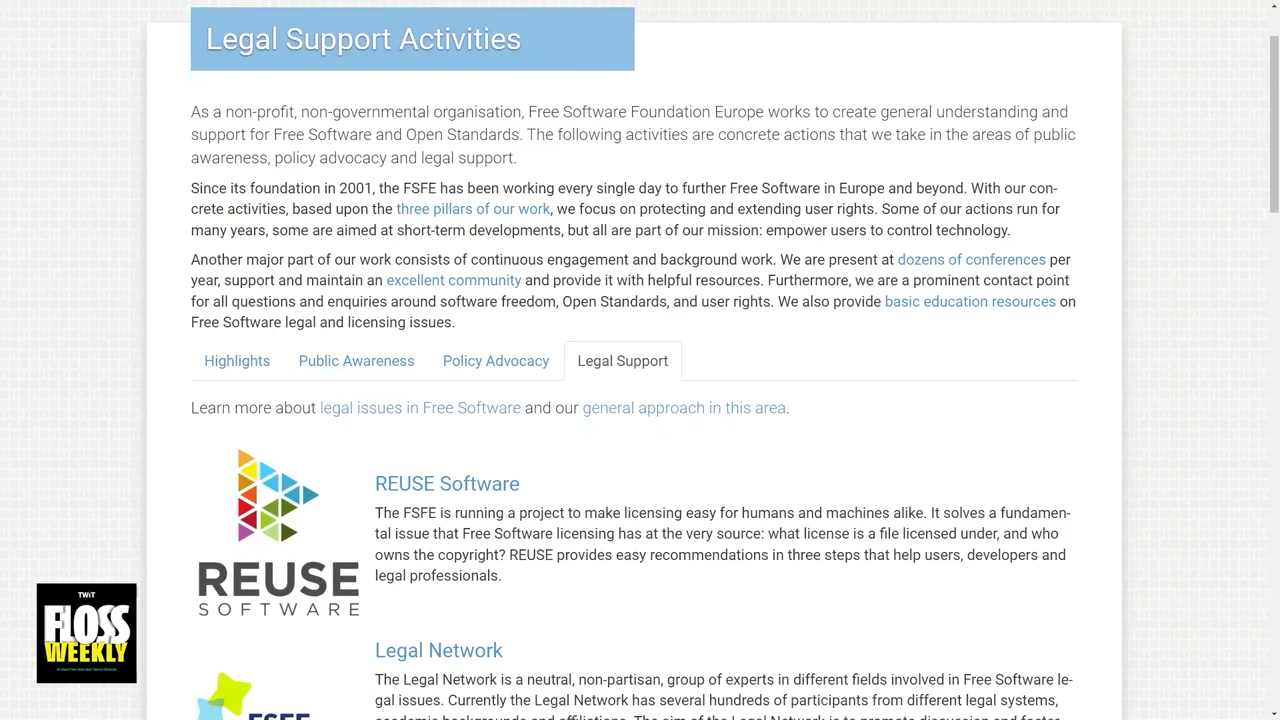 Legal Support Activities
As a non-profit, non-governmental organisation, Free Software Foundation Europe works to create general understanding and
support for Free Software and Open Standards. The following activities are concrete actions that we take in the areas of public
awareness, policy advocacy and legal support.
Since its foundation in 2001, the FSFE has been working every single day to further Free Software in Europe and beyond. With our con-
crete activities, based upon the three pillars of our work, we focus on protecting and extending user rights. Some of our actions run for
many years, some are aimed at short-term developments, but all are part of our mission: empower users to control technology.
Another major part of our work consists of continuous engagement and background work. We are present at dozens of conferences per
year, support and maintain an excellent community and provide it with helpful resources. Furthermore, we are a prominent contact point
for all questions and enquiries around software freedom, Open Standards, and user rights. We also provide basic education resources on
Free Software legal and licensing issues.
Highlights Public Awareness Policy Advocacy Legal Support
Learn more about legal issues in Free Software and our general approach in this area.
REUSE Software
The FSFE is running a project to make licensing easy for humans and machines alike. It solves a fundamen-
tal issue that Free Software licensing has at the very source: what license is a file licensed under, and who
owns the copyright? REUSE provides easy recommendations in three steps that help users, developers and
legal professionals.
REUSE
SOFTWARE
Legal Network
The Legal Network is a neutral, non-partisan, group of experts in different fields involved in Free Software le-
gal issues. Currently the Legal Network has several hundreds of participants from different legal systems,
FSFE
TWiT
FLOSS
WEEKLY